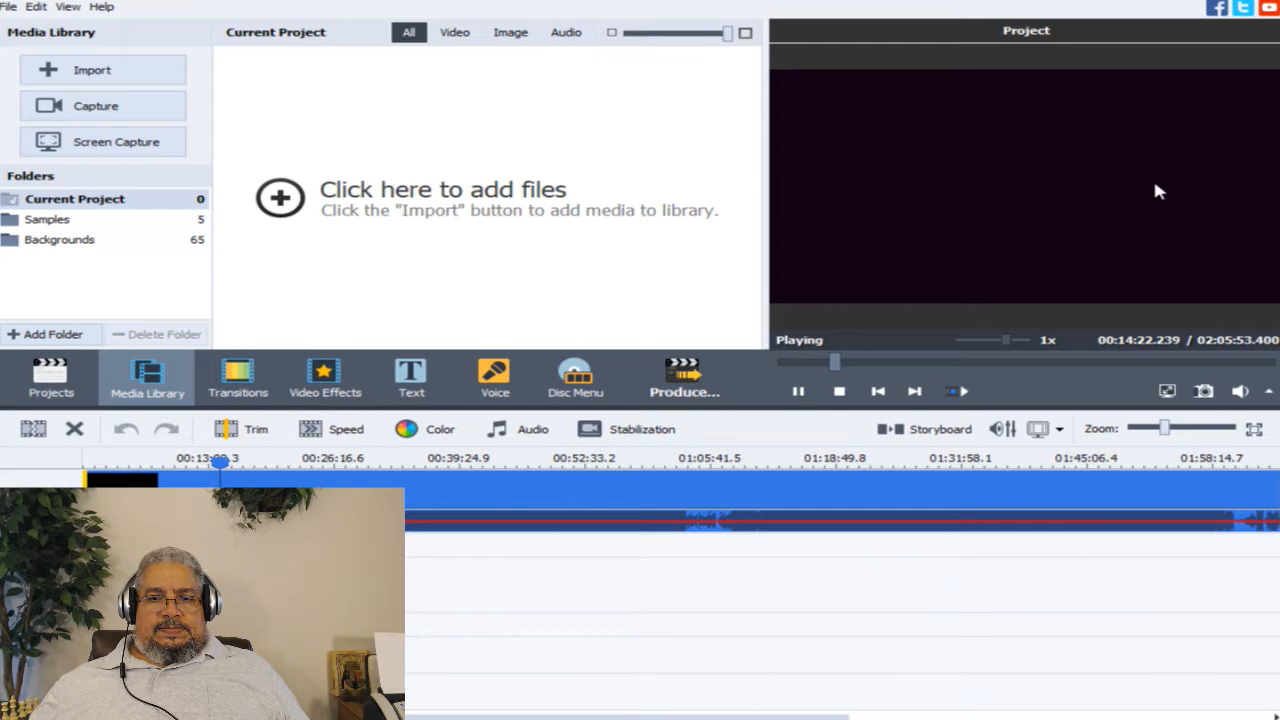 File Edit View Help
Media Library
Import
Capture
Screen Capture
Folders
Current Project 0
Samples 5
Backgrounds 65
Add Folder
Delete Folder
Current Project All Video Image Audio
Click here to add files
Click the "Import" button to add media to library.
Project
Playing 1x 00:14:22.239 / 02:05:53.400
Projects Media Library Transitions Video Effects Text Voice Disc Menu Produce...
Trim Speed Color Audio Stabilization Storyboard Zoom:
00:26:16.6 00:39:24.9 00:52:33.2 01:05:41.5 01:18:49.8 01:31:58.1 01:45:06.4 01:58:14.7